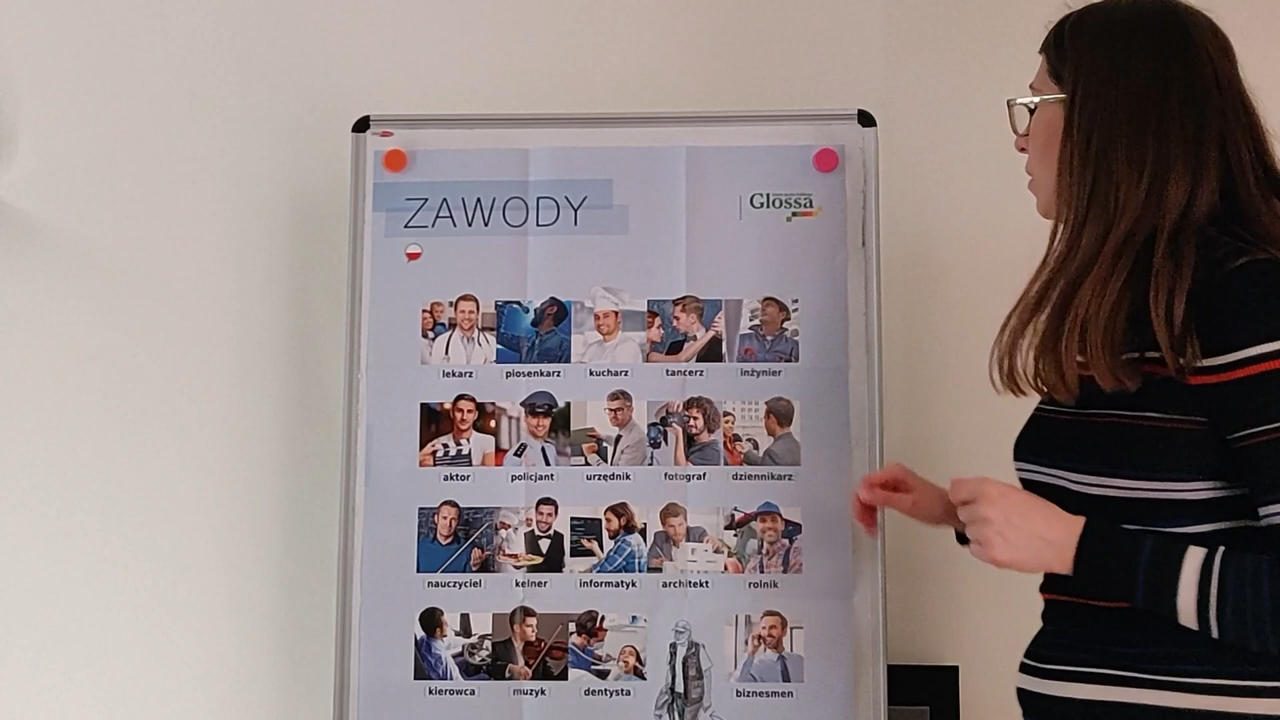 ZAWODY
Glossa
lekarz piosenkarz kucharz tancerz inżynier
aktor policjant urzędnik fotograf dziennikarz
nauczyciel kelner informatyk architekt rolnik
kierowca muzyk dentysta biznesmen